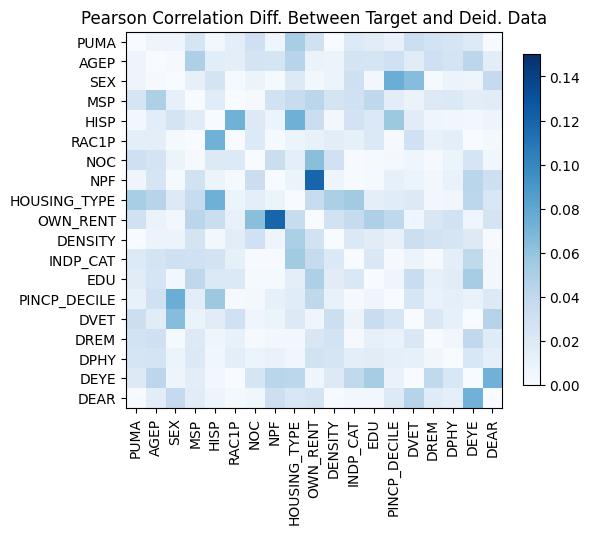 Pearson Correlation Diff. Between Target and Deid. Data
PUMA
AGEP
SEX
MSP
HISP
RAC1P
NOC
NPF
HOUSING_TYPE
OWN_RENT
DENSITY
INDP_CAT
EDU
PINCP_DECILE
DVET
DREM
DPHY
DEYE
DEAR
0.14
0.12
0.10
0.08
0.06
0.04
0.02
0.00
PUMA
AGEP
SEX
MSP
HISP
RAC1P
NOC
NPF
HOUSING_TYPE
OWN_RENT
DENSITY
INDP_CAT
EDU
PINCP_DECILE
DVET
DREM
DPHY
DEYE
DEAR